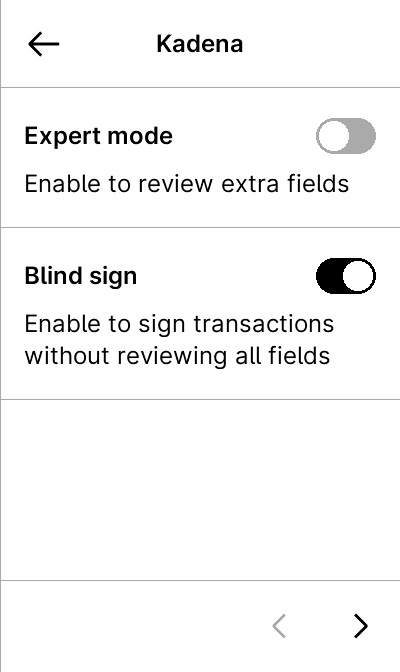 Kadena
Expert mode
Enable to review extra fields
Blind sign
Enable to sign transactions
without reviewing all fields